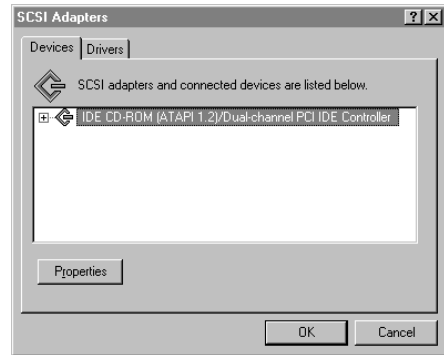 SCSI Adapters
Devices Drivers
SCSI adapters and connected devices are listed below.
IDE CD-ROM (ATAPI 1.2)/Dual-channel PCI IDE Controller
Properties
OK Cancel